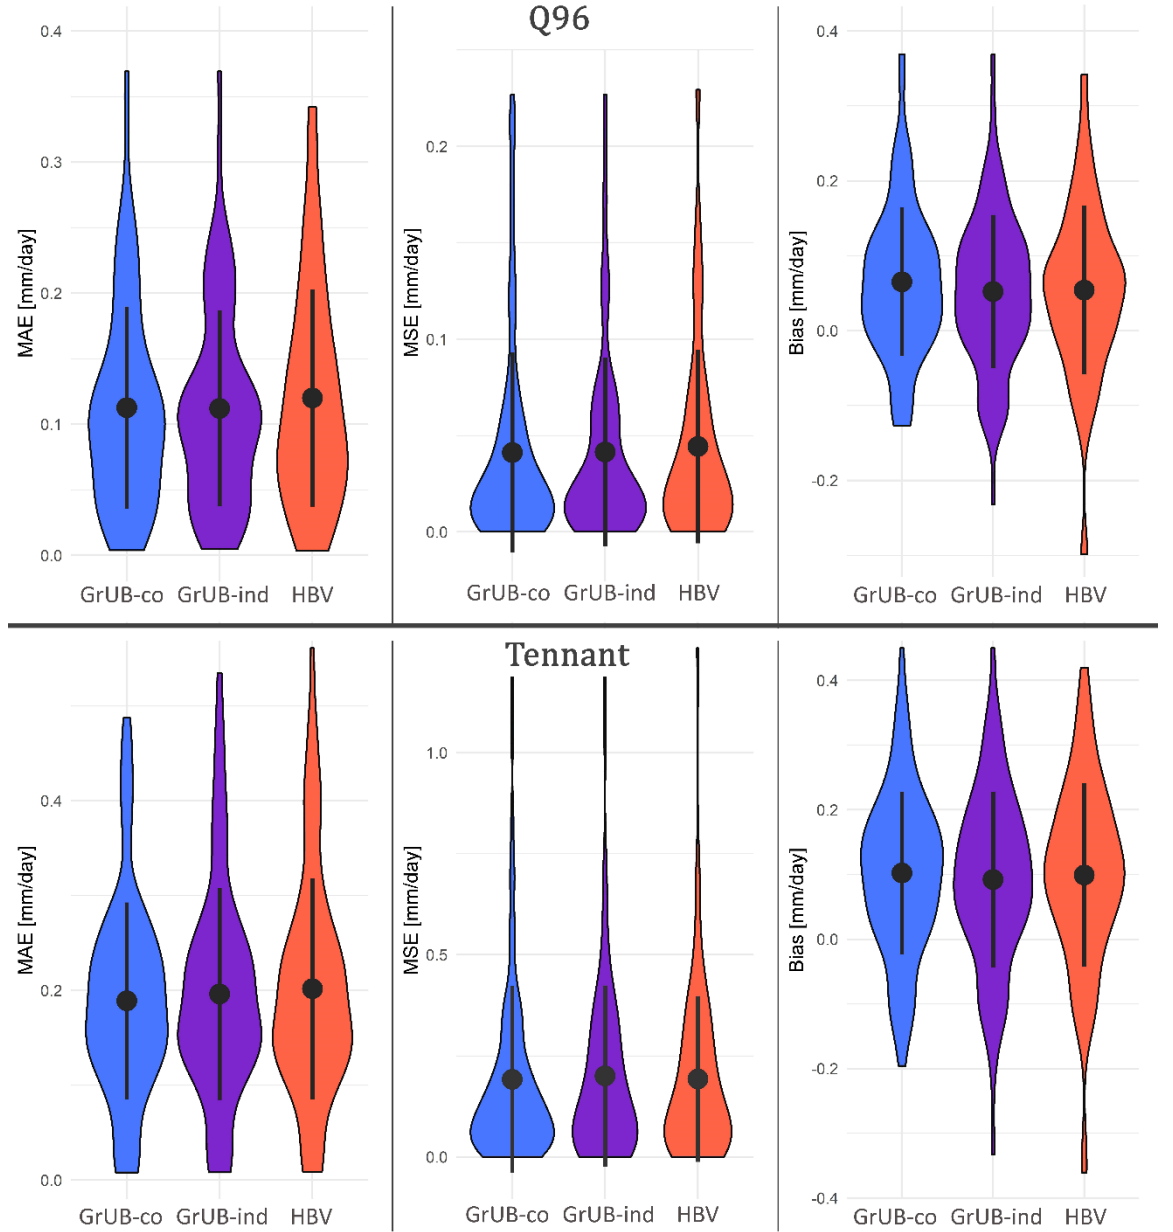 Q96
MAE [mm/day]
0.4
0.3
0.2
0.1
0.0
GrUB-co GrUB-ind HBV
MSE [mm/day]
0.2
0.1
0.0
GrUB-co GrUB-ind HBV
Bias [mm/day]
0.4
0.2
0.0
-0.2
GrUB-co GrUB-ind HBV
Tennant
MAE [mm/day]
0.4
0.2
0.0
GrUB-co GrUB-ind HBV
MSE [mm/day]
1.0
0.5
0.0
GrUB-co GrUB-ind HBV
Bias [mm/day]
0.4
0.2
0.0
-0.2
-0.4
GrUB-co GrUB-ind HBV